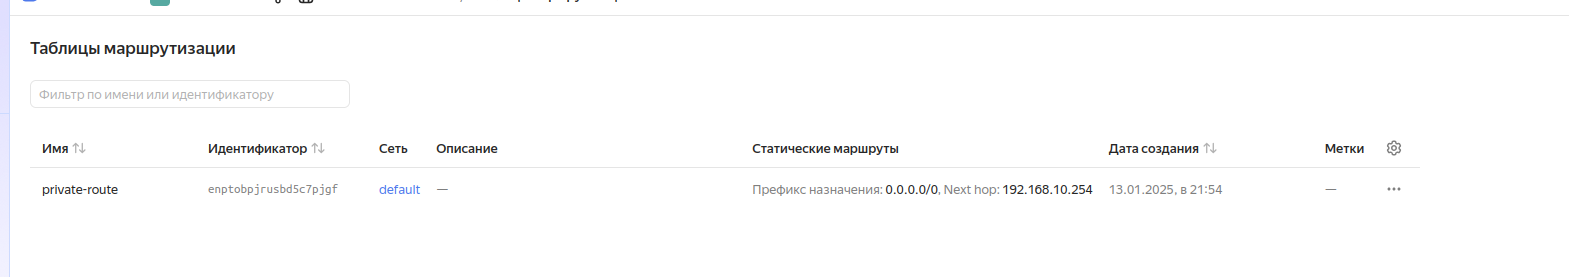 Таблицы маршрутизации
Фильтр по имени или идентификатору
Имя Идентификатор Сеть Описание Статические маршруты Дата создания Метки
private-route enptobpjrusbd5c7pjgf default — Префикс назначения: 0.0.0.0/0, Next hop: 192.168.10.254 13.01.2025, в 21:54 —